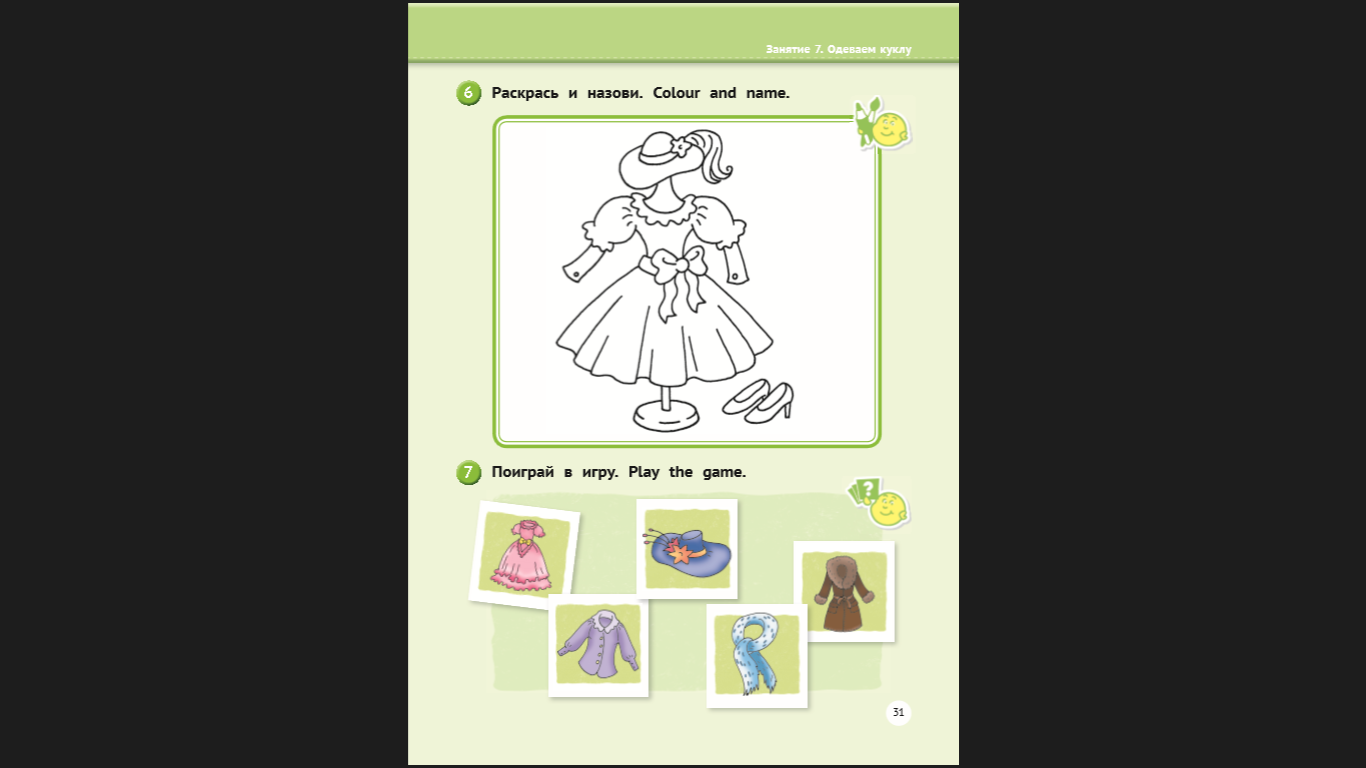 Занятие 7. Одеваем куклу
6 Раскрась и назови. Colour and name.
7 Поиграй в игру. Play the game.
?
31